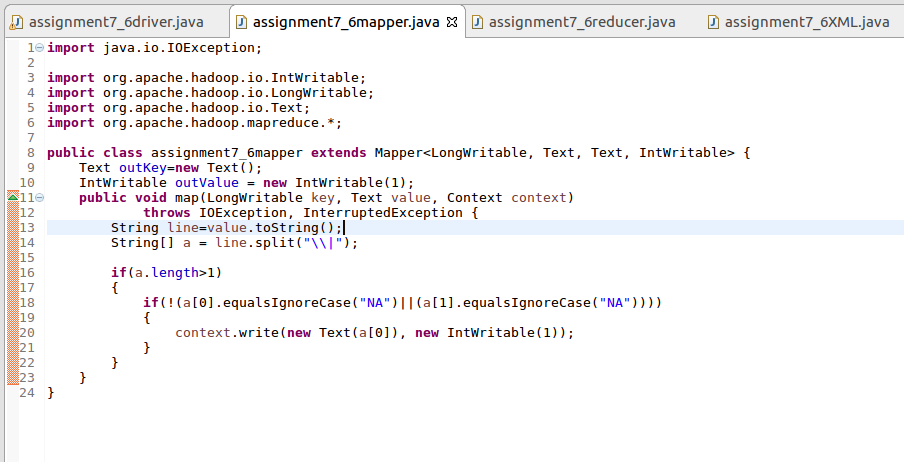 assignment7_6driver.java assignment7_6mapper.java assignment7_6reducer.java assignment7_6XML.java
1 import java.io.IOException;
2
3 import org.apache.hadoop.io.IntWritable;
4 import org.apache.hadoop.io.LongWritable;
5 import org.apache.hadoop.io.Text;
6 import org.apache.hadoop.mapreduce.*;
7
8 public class assignment7_6mapper extends Mapper<LongWritable, Text, Text, IntWritable> {
9     Text outKey=new Text();
10     IntWritable outValue = new IntWritable(1);
11     public void map(LongWritable key, Text value, Context context)
12             throws IOException, InterruptedException {
13         String line=value.toString();
14         String[] a = line.split("\\|");
15
16         if(a.length>1)
17         {
18             if(!(a[0].equalsIgnoreCase("NA")||(a[1].equalsIgnoreCase("NA"))))
19             {
20                 context.write(new Text(a[0]), new IntWritable(1));
21             }
22         }
23     }
24 }